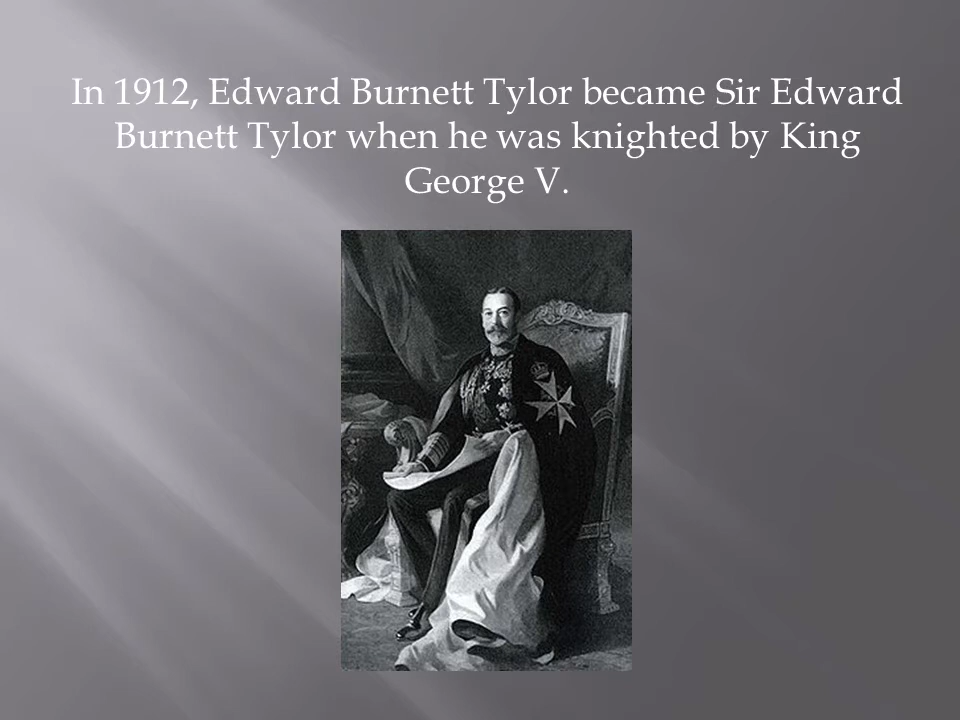 In 1912, Edward Burnett Tylor became Sir Edward
Burnett Tylor when he was knighted by King
George V.